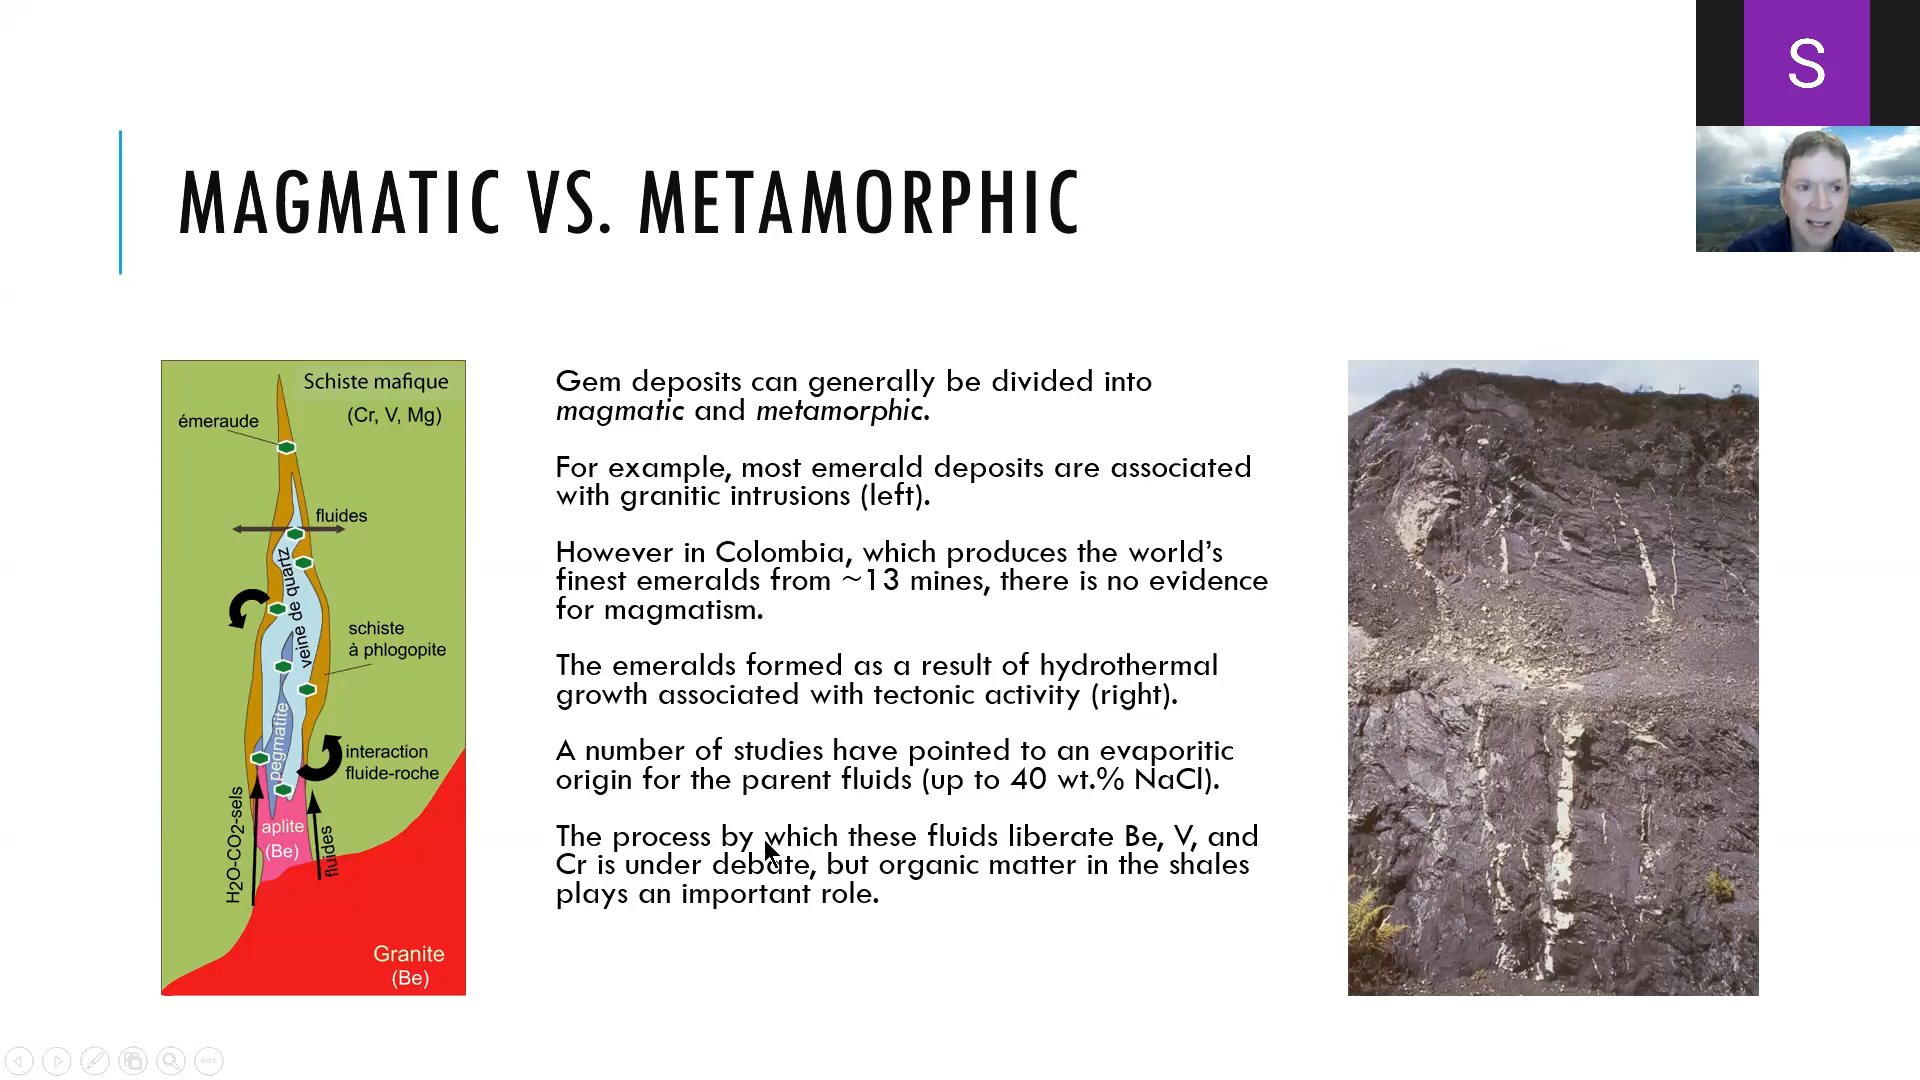 S
MAGMATIC VS. METAMORPHIC
Schiste mafique
(Cr, V, Mg)
émeraude
fluides
veine de quartz
schiste
à phlogopite
pegmatite
interaction
fluide-roche
H2O-CO2-sels
aplite
(Be)
fluides
Granite
(Be)
Gem deposits can generally be divided into
magmatic and metamorphic.
For example, most emerald deposits are associated
with granitic intrusions (left).
However in Colombia, which produces the world’s
finest emeralds from ~13 mines, there is no evidence
for magmatism.
The emeralds formed as a result of hydrothermal
growth associated with tectonic activity (right).
A number of studies have pointed to an evaporitic
origin for the parent fluids (up to 40 wt.% NaCl).
The process by which these fluids liberate Be, V, and
Cr is under debate, but organic matter in the shales
plays an important role.